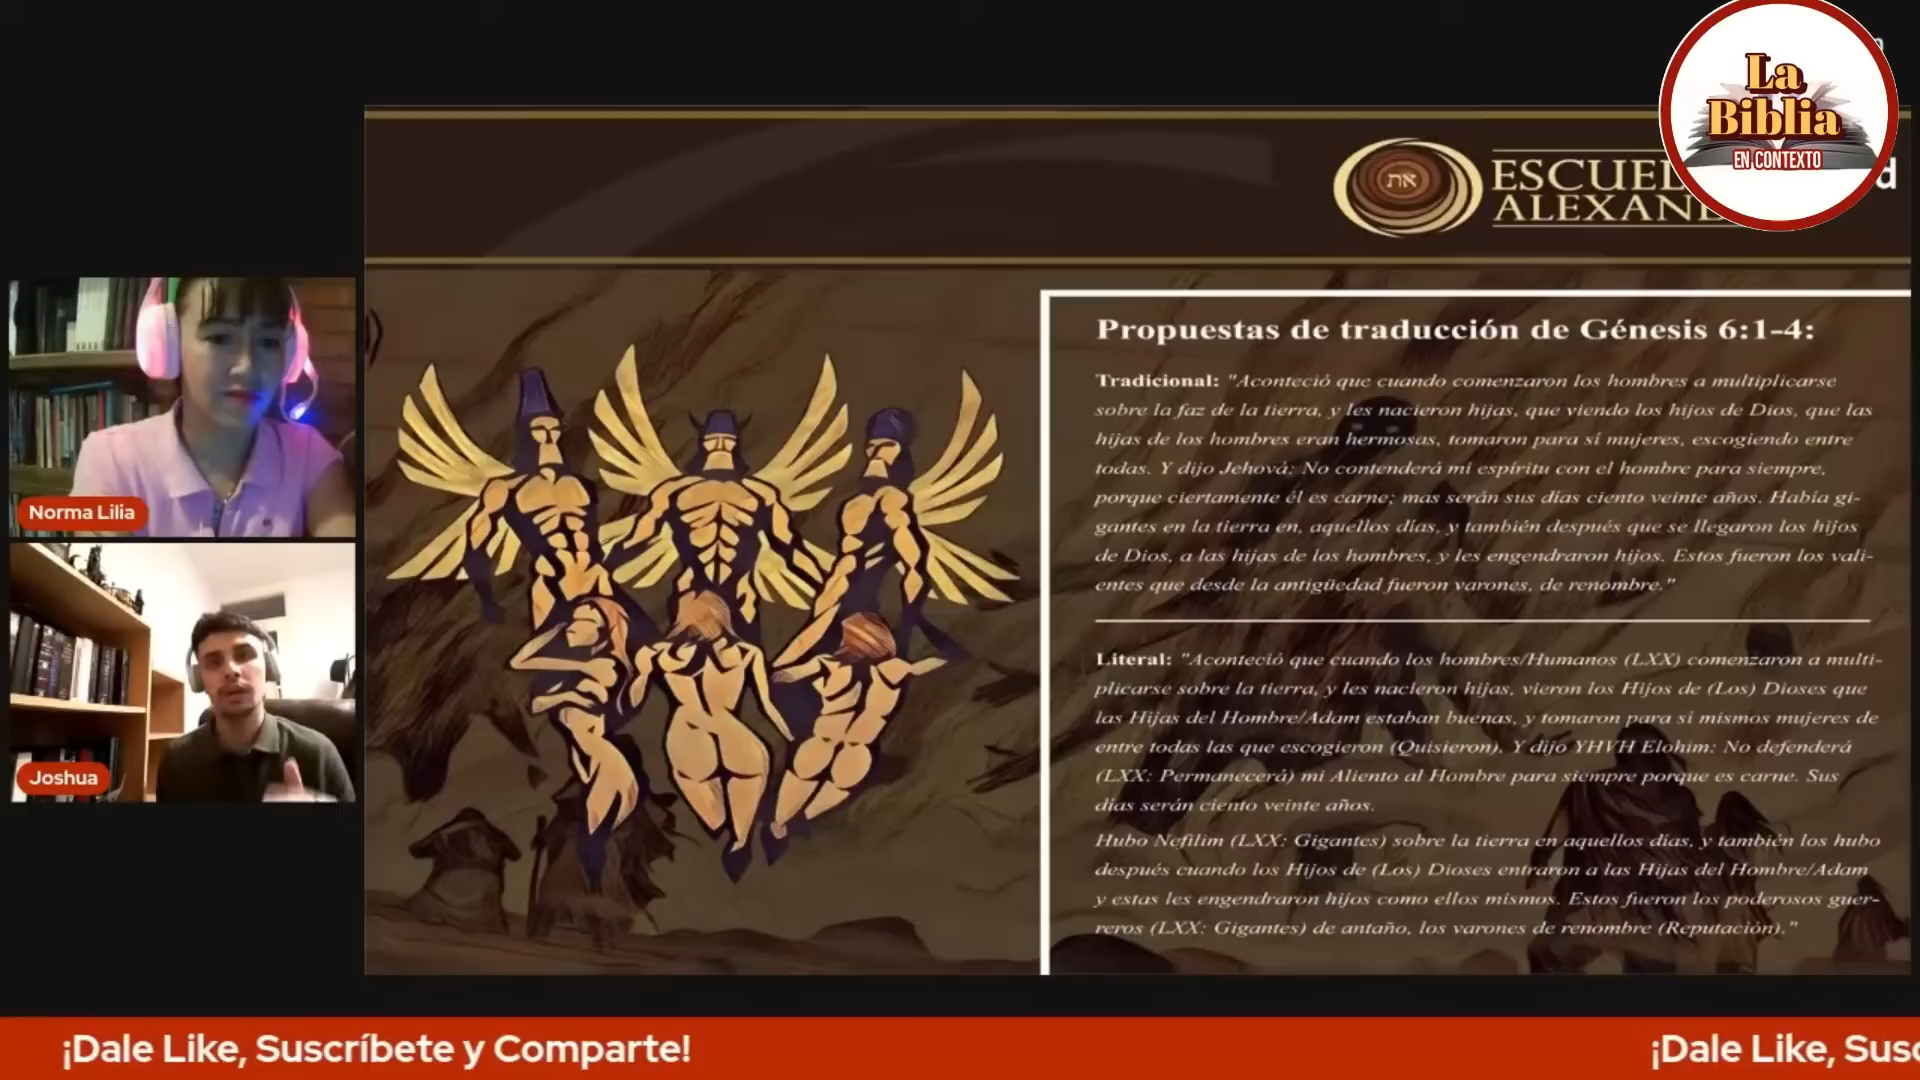 La
Biblia
EN CONTEXTO
את
ESCUEL
ALEXAN
d
Norma Lilia
Joshua
Propuestas de traducción de Génesis 6:1-4:
Tradicional: "Aconteció que cuando comenzaron los hombres a multiplicarse
sobre la faz de la tierra, y les nacieron hijas, que viendo los hijos de Dios, que las
hijas de los hombres eran hermosas, tomaron para sí mujeres, escogiendo entre
todas. Y dijo Jehová: No contenderá mi espíritu con el hombre para siempre,
porque ciertamente él es carne; mas serán sus días ciento veinte años. Había gi-
gantes en la tierra en, aquellos días, y también después que se llegaron los hijos
de Dios, a las hijas de los hombres, y les engendraron hijos. Estos fueron los vali-
entes que desde la antigüedad fueron varones, de renombre."
Literal: "Aconteció que cuando los hombres/Humanos (LXX) comenzaron a multi-
plicarse sobre la tierra, y les nacieron hijas, vieron los Hijos de (Los) Dioses que
las Hijas del Hombre/Adam estaban buenas, y tomaron para sí mismos mujeres de
entre todas las que escogieron (Quisieron). Y dijo YHVH Elohim: No defenderá
(LXX: Permanecerá) mi Aliento al Hombre para siempre porque es carne. Sus
días serán ciento veinte años.
Hubo Nefilim (LXX: Gigantes) sobre la tierra en aquellos días, y también los hubo
después cuando los Hijos de (Los) Dioses entraron a las Hijas del Hombre/Adam
y estas les engendraron hijos como ellos mismos. Estos fueron los poderosos guer-
reros (LXX: Gigantes) de antaño, los varones de renombre (Reputación)."
¡Dale Like, Suscríbete y Comparte!
¡Dale Like, Susc